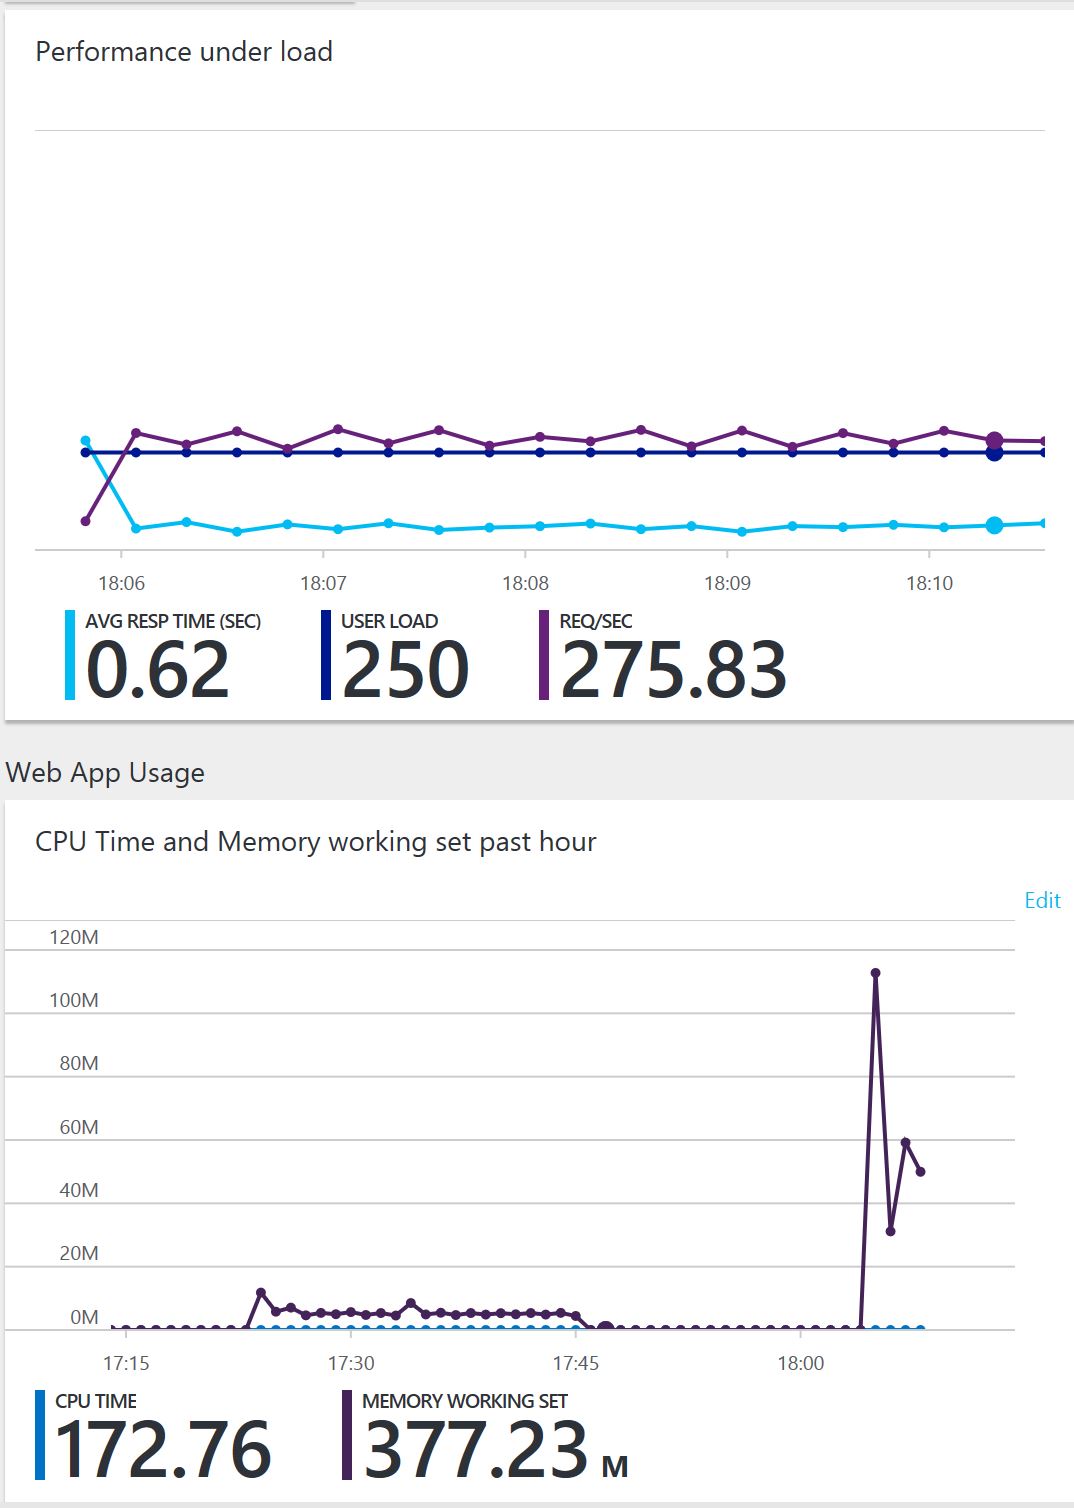 Performance under load
18:06 18:07 18:08 18:09 18:10
AVG RESP TIME (SEC) USER LOAD REQ/SEC
0.62 250 275.83
Web App Usage
CPU Time and Memory working set past hour
Edit
120M
100M
80M
60M
40M
20M
0M
17:15 17:30 17:45 18:00
CPU TIME MEMORY WORKING SET
172.76 377.23 M